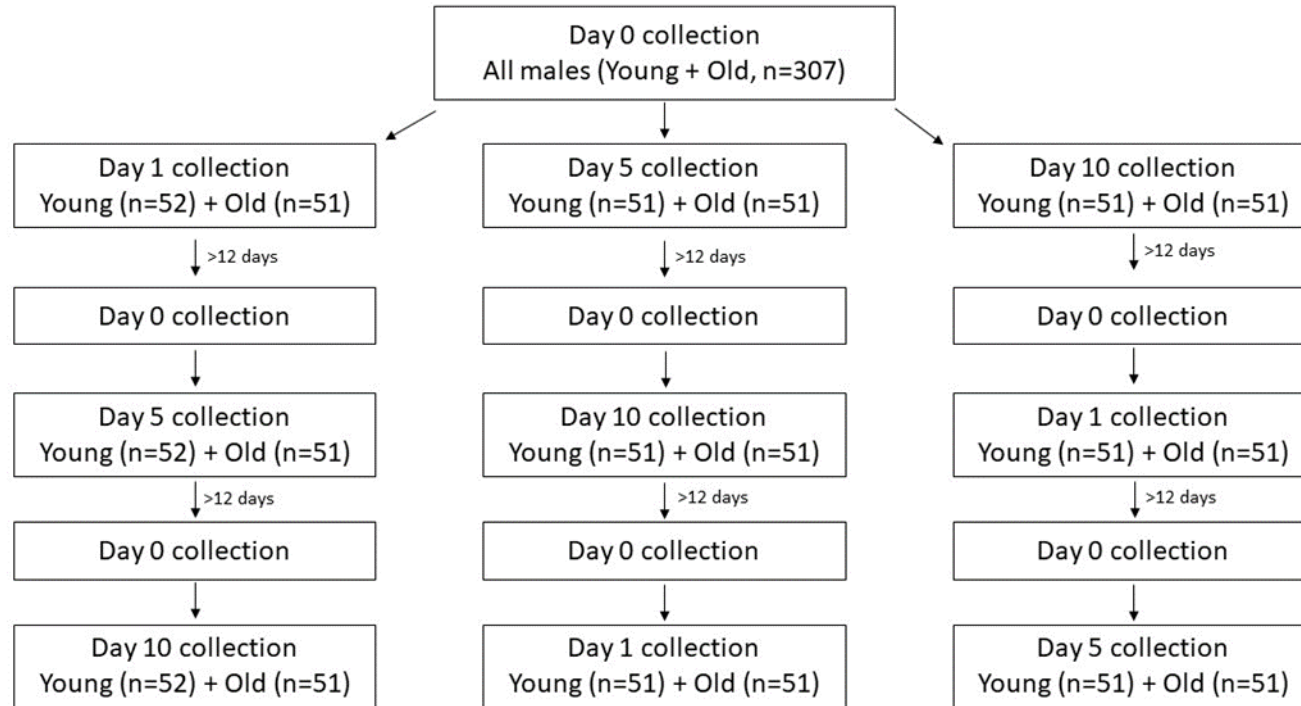 Day 0 collection
All males (Young + Old, n=307)
Day 1 collection
Young (n=52) + Old (n=51)
Day 5 collection
Young (n=51) + Old (n=51)
Day 10 collection
Young (n=51) + Old (n=51)
>12 days
>12 days
>12 days
Day 0 collection
Day 0 collection
Day 0 collection
Day 5 collection
Young (n=52) + Old (n=51)
Day 10 collection
Young (n=51) + Old (n=51)
Day 1 collection
Young (n=51) + Old (n=51)
>12 days
>12 days
>12 days
Day 0 collection
Day 0 collection
Day 0 collection
Day 10 collection
Young (n=52) + Old (n=51)
Day 1 collection
Young (n=51) + Old (n=51)
Day 5 collection
Young (n=51) + Old (n=51)